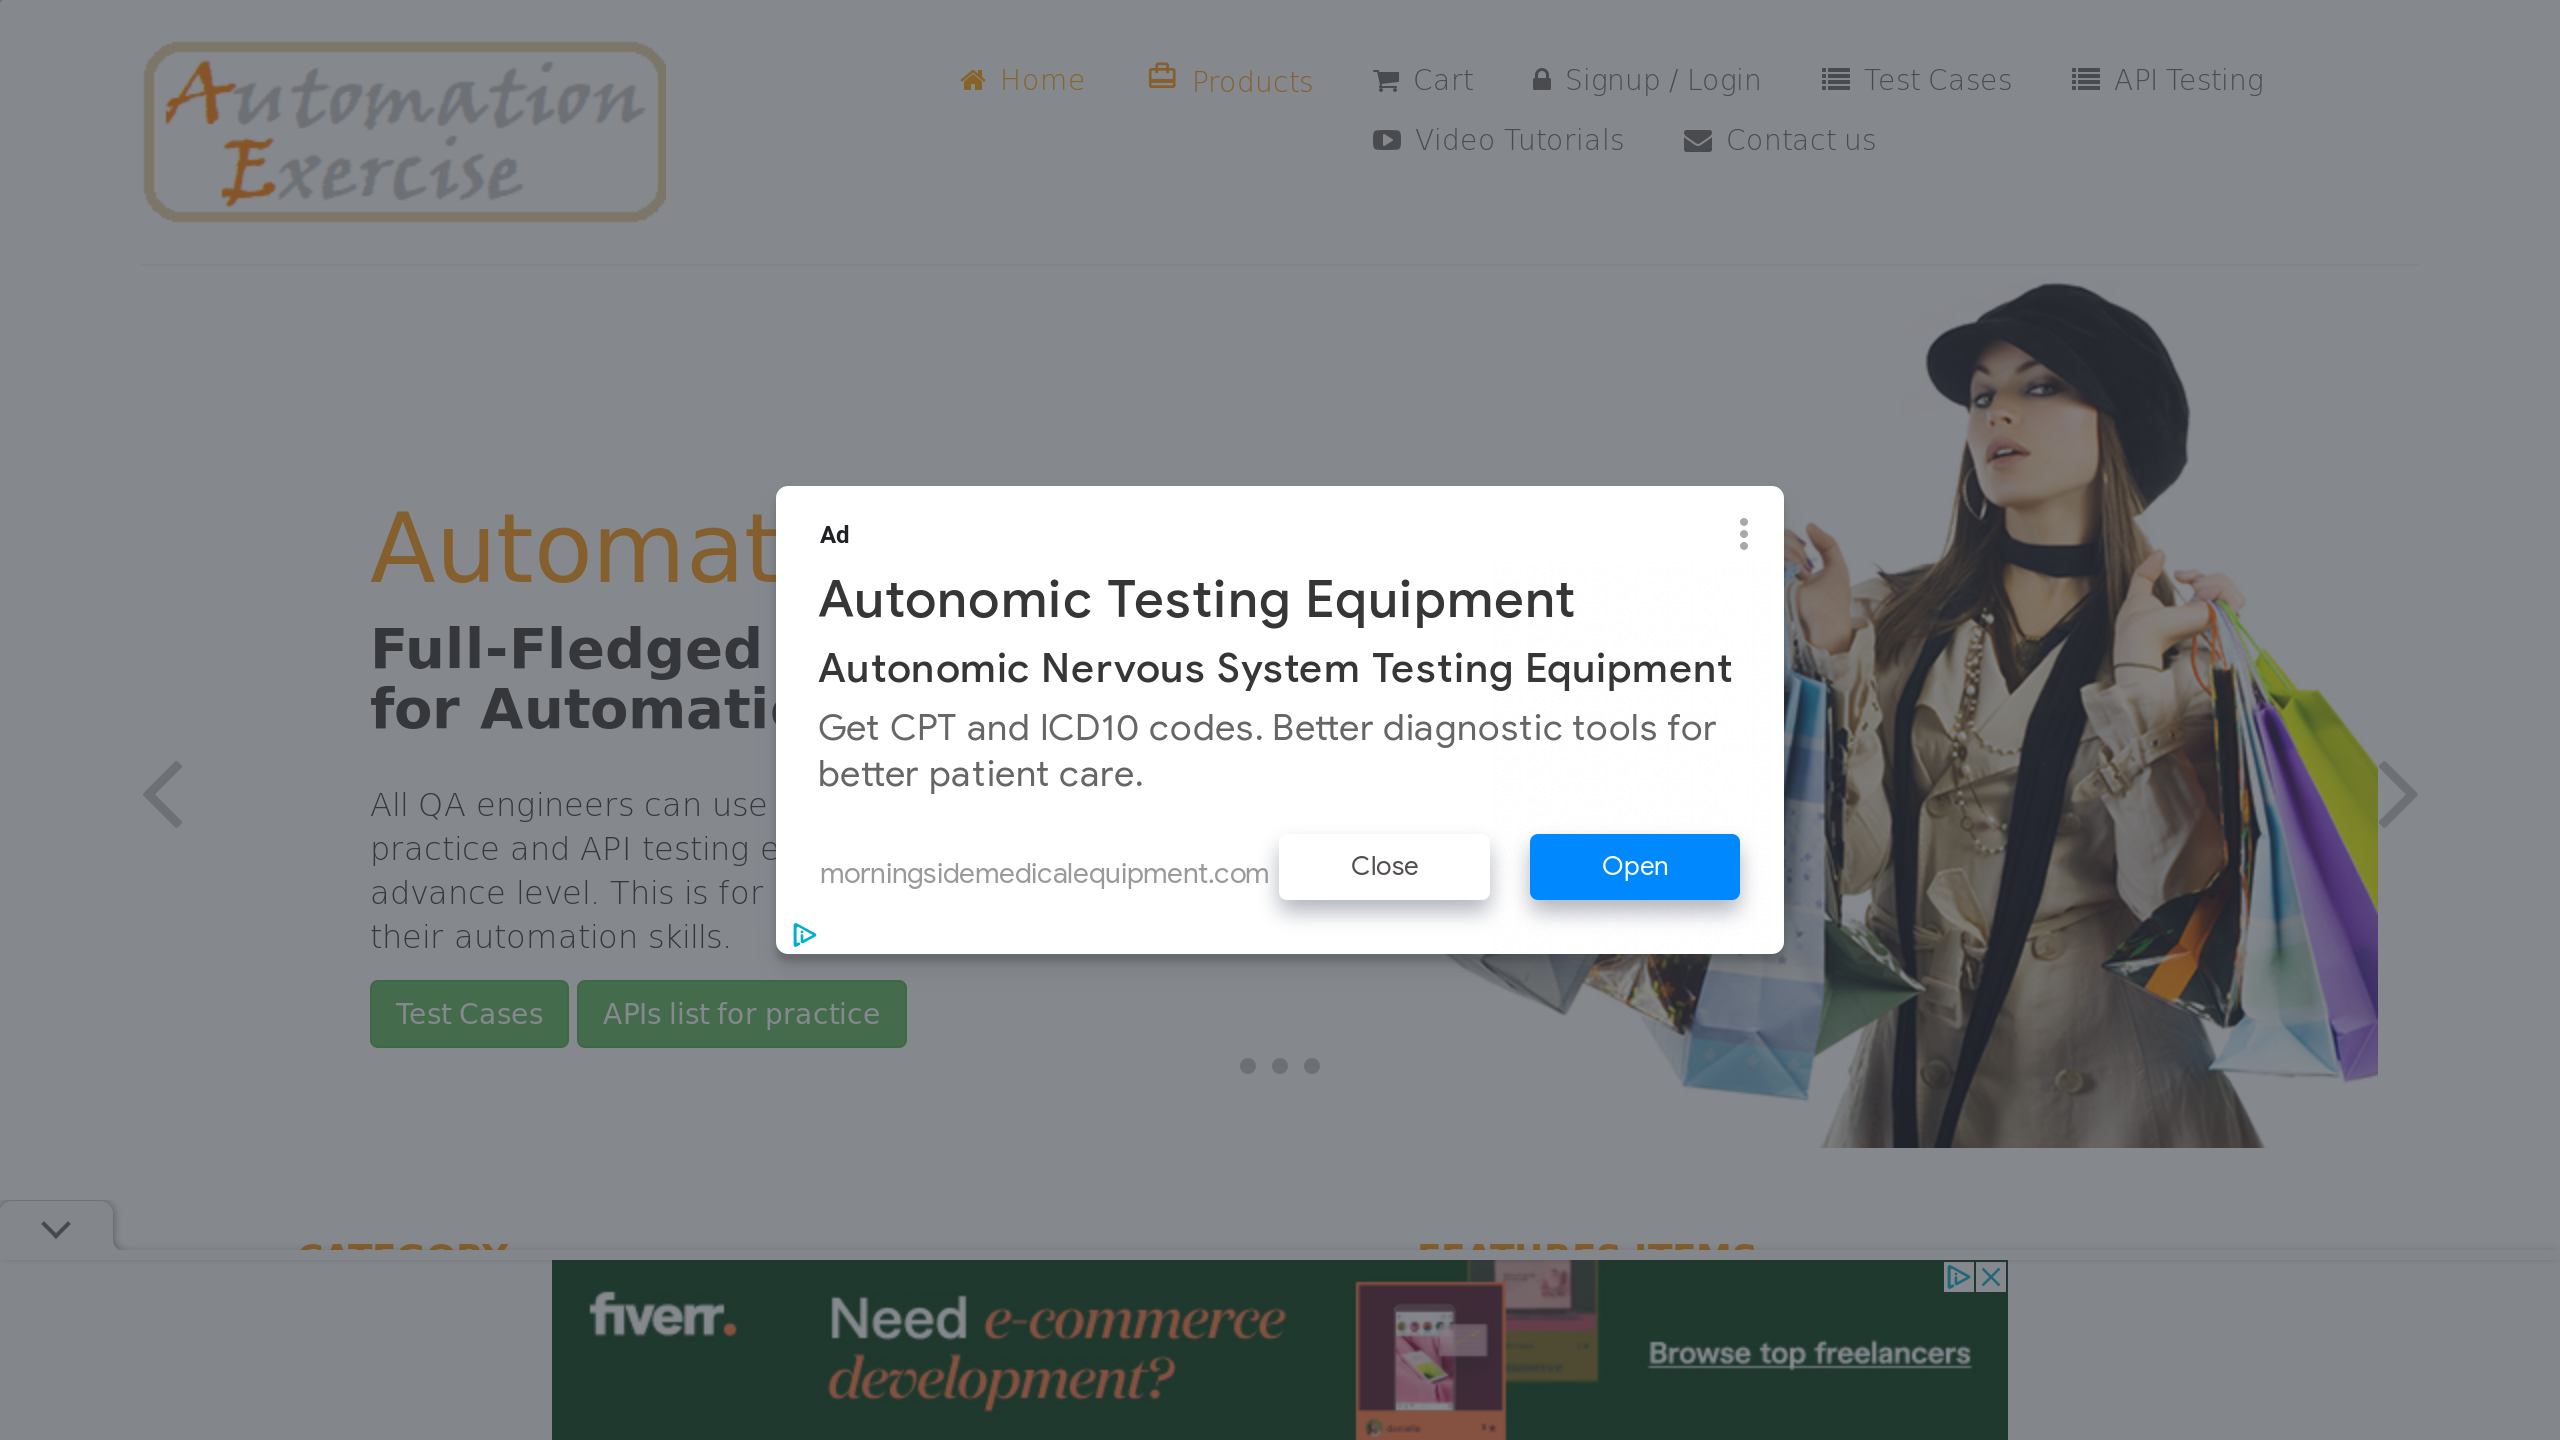 Automation
Exercise
Home
Products
Cart
Signup / Login
Test Cases
API Testing
Video Tutorials
Contact us
Automat
Full-Fledged
for Automati
All QA engineers can use
practice and API testing e
advance level. This is for
their automation skills.
Test Cases
APIs list for practice
Ad
Autonomic Testing Equipment
Autonomic Nervous System Testing Equipment
Get CPT and ICD10 codes. Better diagnostic tools for
better patient care.
morningsidemedicalequipment.com
Close
Open
CATEGORY
FEATURES ITEMS
fiverr.
Need e-commerce
development?
Browse top freelancers